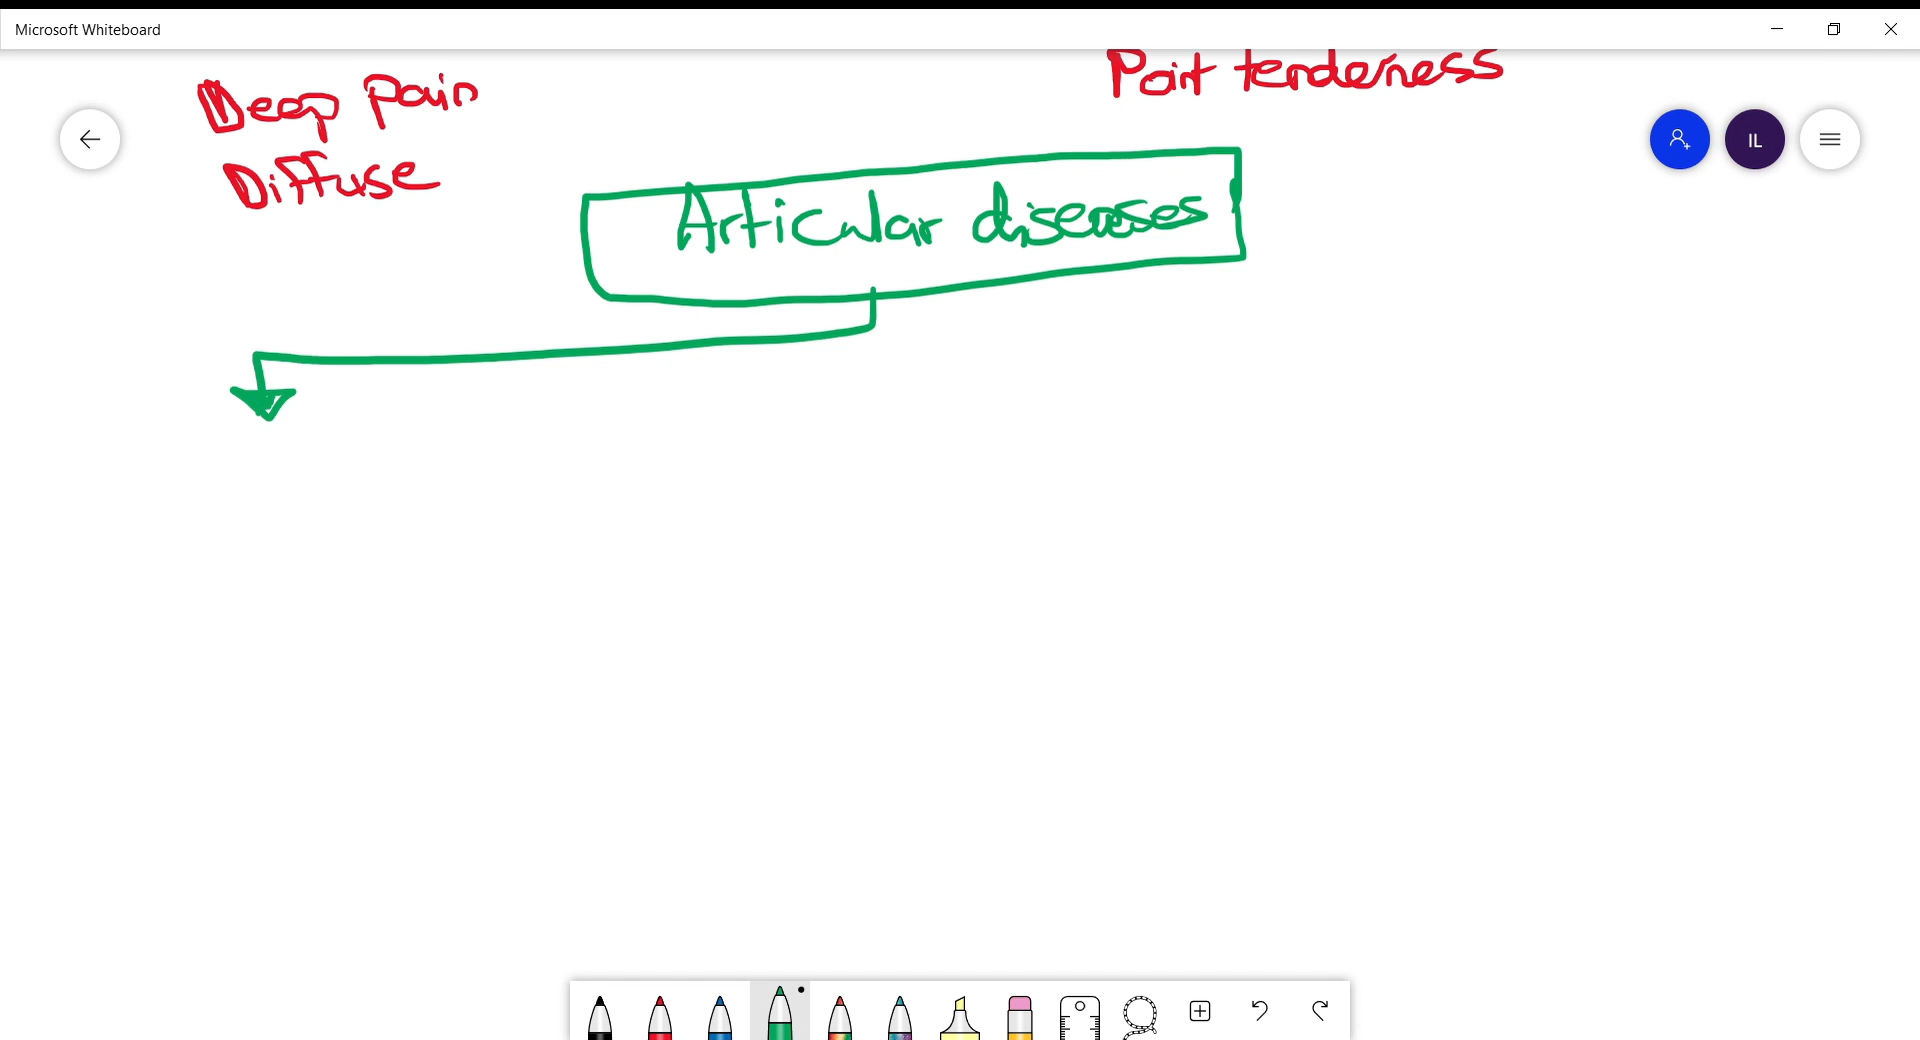 Microsoft Whiteboard
Deep pain
Diffuse
Point tenderness
IL
Articular diseases